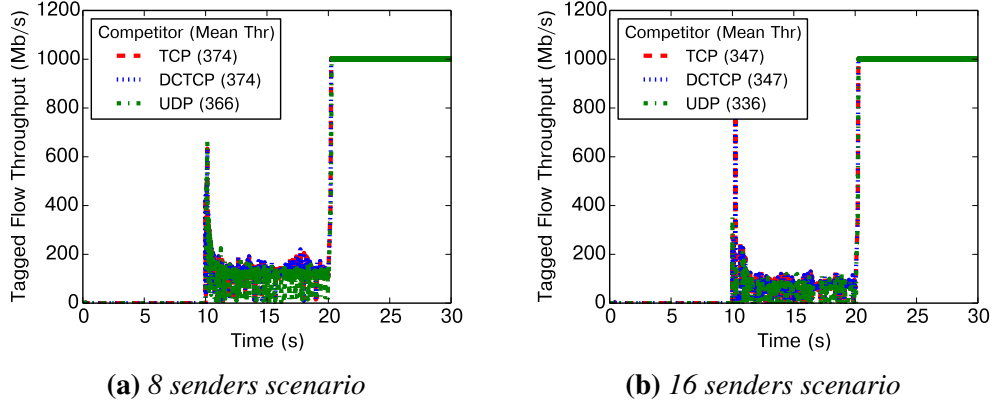 Tagged Flow Throughput (Mb/s)
1200
1000
800
600
400
200
0
Competitor (Mean Thr)
TCP (374)
DCTCP (374)
UDP (366)
0 5 10 15 20 25 30
Time (s)
(a) 8 senders scenario
Tagged Flow Throughput (Mb/s)
1200
1000
800
600
400
200
0
Competitor (Mean Thr)
TCP (347)
DCTCP (347)
UDP (336)
0 5 10 15 20 25 30
Time (s)
(b) 16 senders scenario